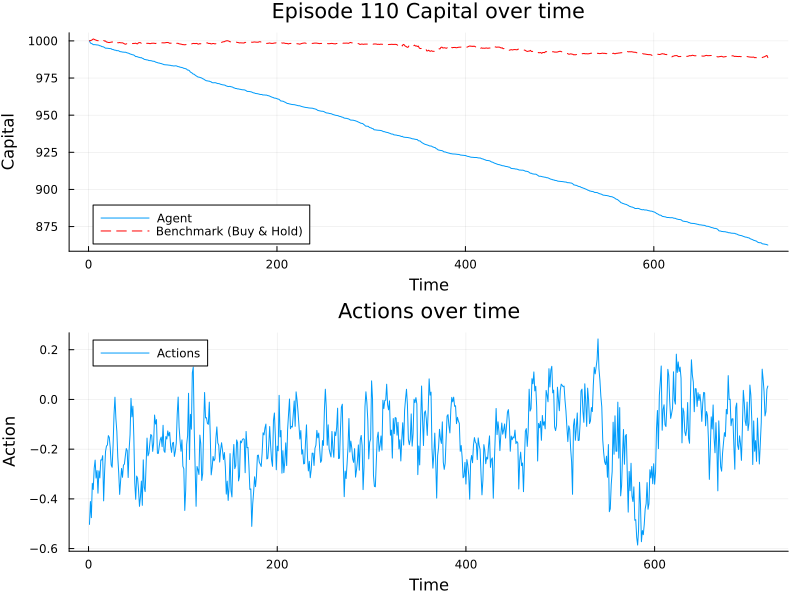 Episode 110 Capital over time
1000
975
950
925
900
875
Capital
Agent
Benchmark (Buy & Hold)
0 200 400 600
Time
Actions over time
0.2
0.0
−0.2
−0.4
−0.6
Action
Actions
0 200 400 600
Time